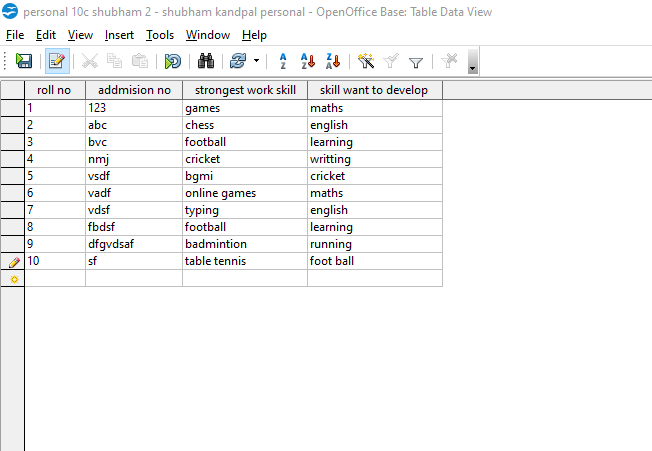 personal 10c shubham 2 - shubham kandpal personal - OpenOffice Base: Table Data View
File Edit View Insert Tools Window Help
A Z A Z Z A
roll no addmision no strongest work skill skill want to develop
1 123 games maths
2 abc chess english
3 bvc football learning
4 nmj cricket writting
5 vsdf bgmi cricket
6 vadf online games maths
7 vdsf typing english
8 fbdsf football learning
9 dfgvdsaf badmintion running
10 sf table tennis foot ball